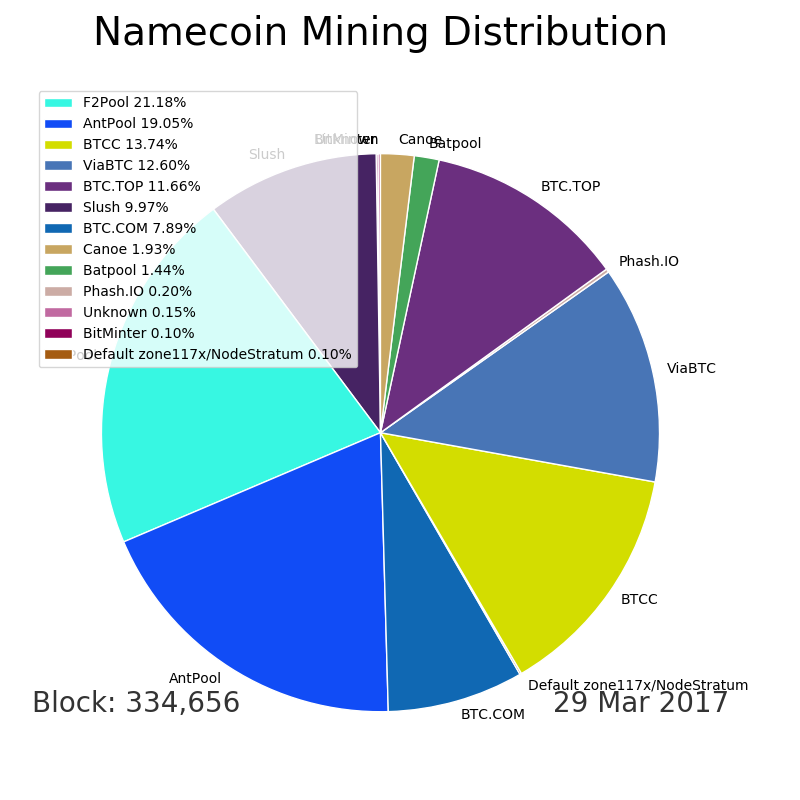 Namecoin Mining Distribution
F2Pool 21.18%
AntPool 19.05%
BTCC 13.74%
ViaBTC 12.60%
BTC.TOP 11.66%
Slush 9.97%
BTC.COM 7.89%
Canoe 1.93%
Batpool 1.44%
Phash.IO 0.20%
Unknown 0.15%
BitMinter 0.10%
Default zone117x/NodeStratum 0.10%
BitMinter
Unknown
Canoe
Batpool
Slush
BTC.TOP
Phash.IO
ViaBTC
BTCC
Default zone117x/NodeStratum
BTC.COM
AntPool
Block: 334,656
29 Mar 2017